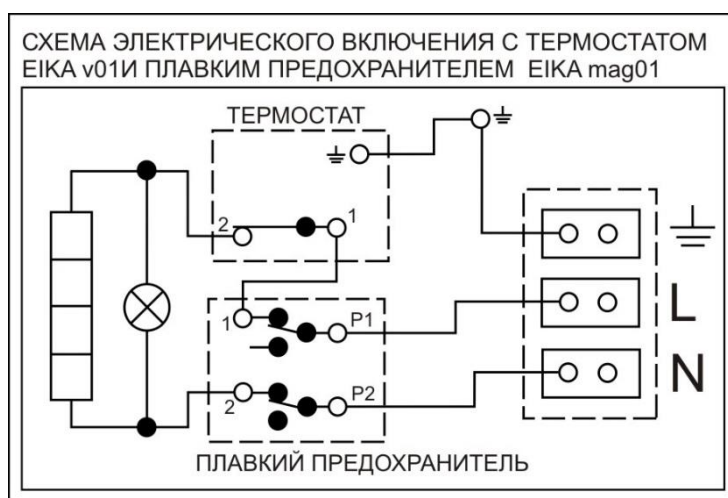 СХЕМА ЭЛЕКТРИЧЕСКОГО ВКЛЮЧЕНИЯ С ТЕРМОСТАТОМ
EIKA v01И ПЛАВКИМ ПРЕДОХРАНИТЕЛЕМ EIKA mag01
ТЕРМОСТАТ
2
1
1
P1
L
2
P2
N
ПЛАВКИЙ ПРЕДОХРАНИТЕЛЬ